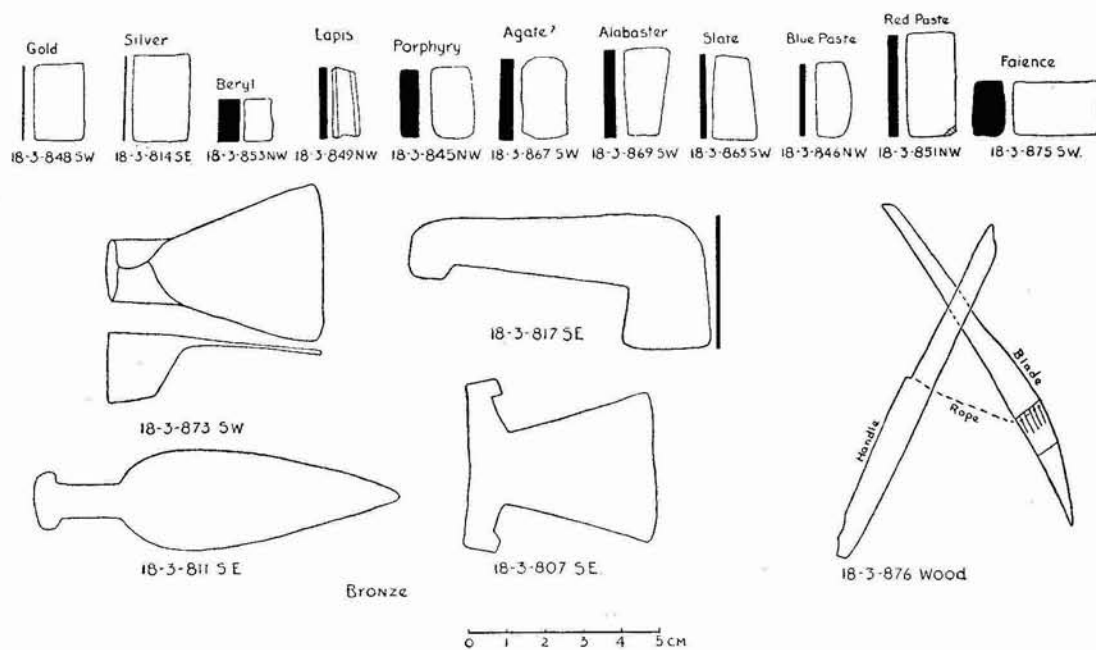 Gold
Silver
Beryl
Lapis
Porphyry
Agate?
Alabaster
Slate
Blue Paste
Red Paste
Faience
18-3-848 SW
18-3-814 SE
18-3-853 NW
18-3-849 NW
18-3-845 NW
18-3-867 SW
18-3-869 SW
18-3-865 SW
18-3-846 NW
18-3-851 NW
18-3-875 SW.
18-3-873 SW
18-3-817 SE
Handle
Rope
Blade
18-3-811 SE
18-3-807 SE.
18-3-876 Wood
BRONZE
0 1 2 3 4 5 CM